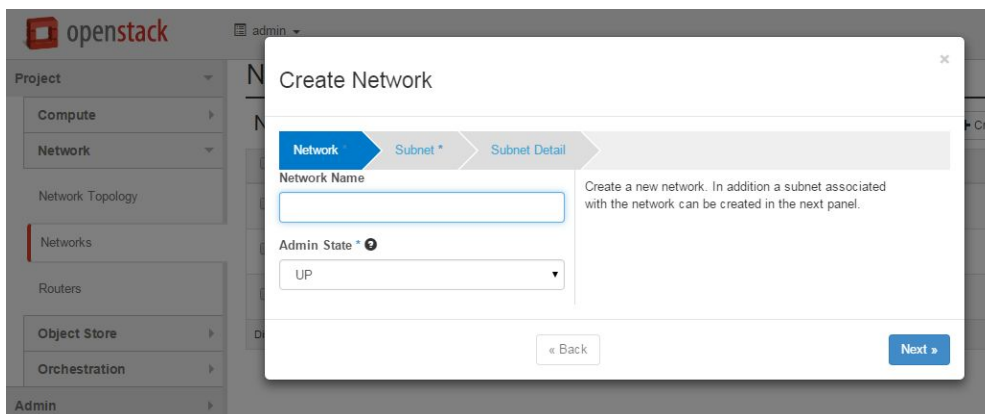 openstack
admin
Project
Compute
Network
Network Topology
Networks
Routers
Object Store
Orchestration
Admin
N
N
Cr
Di
×
Create Network
Network *
Subnet *
Subnet Detail
Network Name
Create a new network. In addition a subnet associated
with the network can be created in the next panel.
Admin State *
UP
« Back
Next »